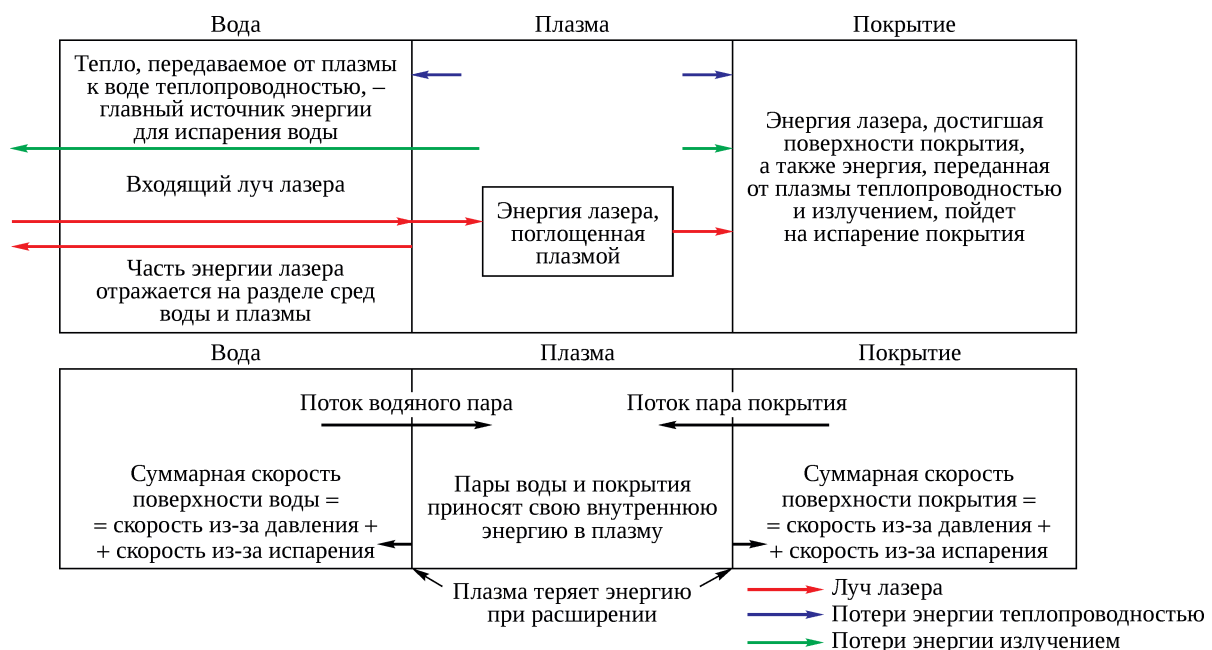 Вода
Плазма
Покрытие
Тепло, передаваемое от плазмы
к воде теплопроводностью, –
главный источник энергии
для испарения воды
Входящий луч лазера
Часть энергии лазера
отражается на разделе сред
воды и плазмы
Энергия лазера,
поглощенная
плазмой
Энергия лазера, достигшая
поверхности покрытия,
а также энергия, переданная
от плазмы теплопроводностью
и излучением, пойдет
на испарение покрытия
Вода
Плазма
Покрытие
Поток водяного пара
Поток пара покрытия
Суммарная скорость
поверхности воды =
= скорость из-за давления +
+ скорость из-за испарения
Пары воды и покрытия
приносят свою внутреннюю
энергию в плазму
Суммарная скорость
поверхности покрытия =
= скорость из-за давления +
+ скорость из-за испарения
Плазма теряет энергию
при расширении
Луч лазера
Потери энергии теплопроводностью
Потери энергии излучением